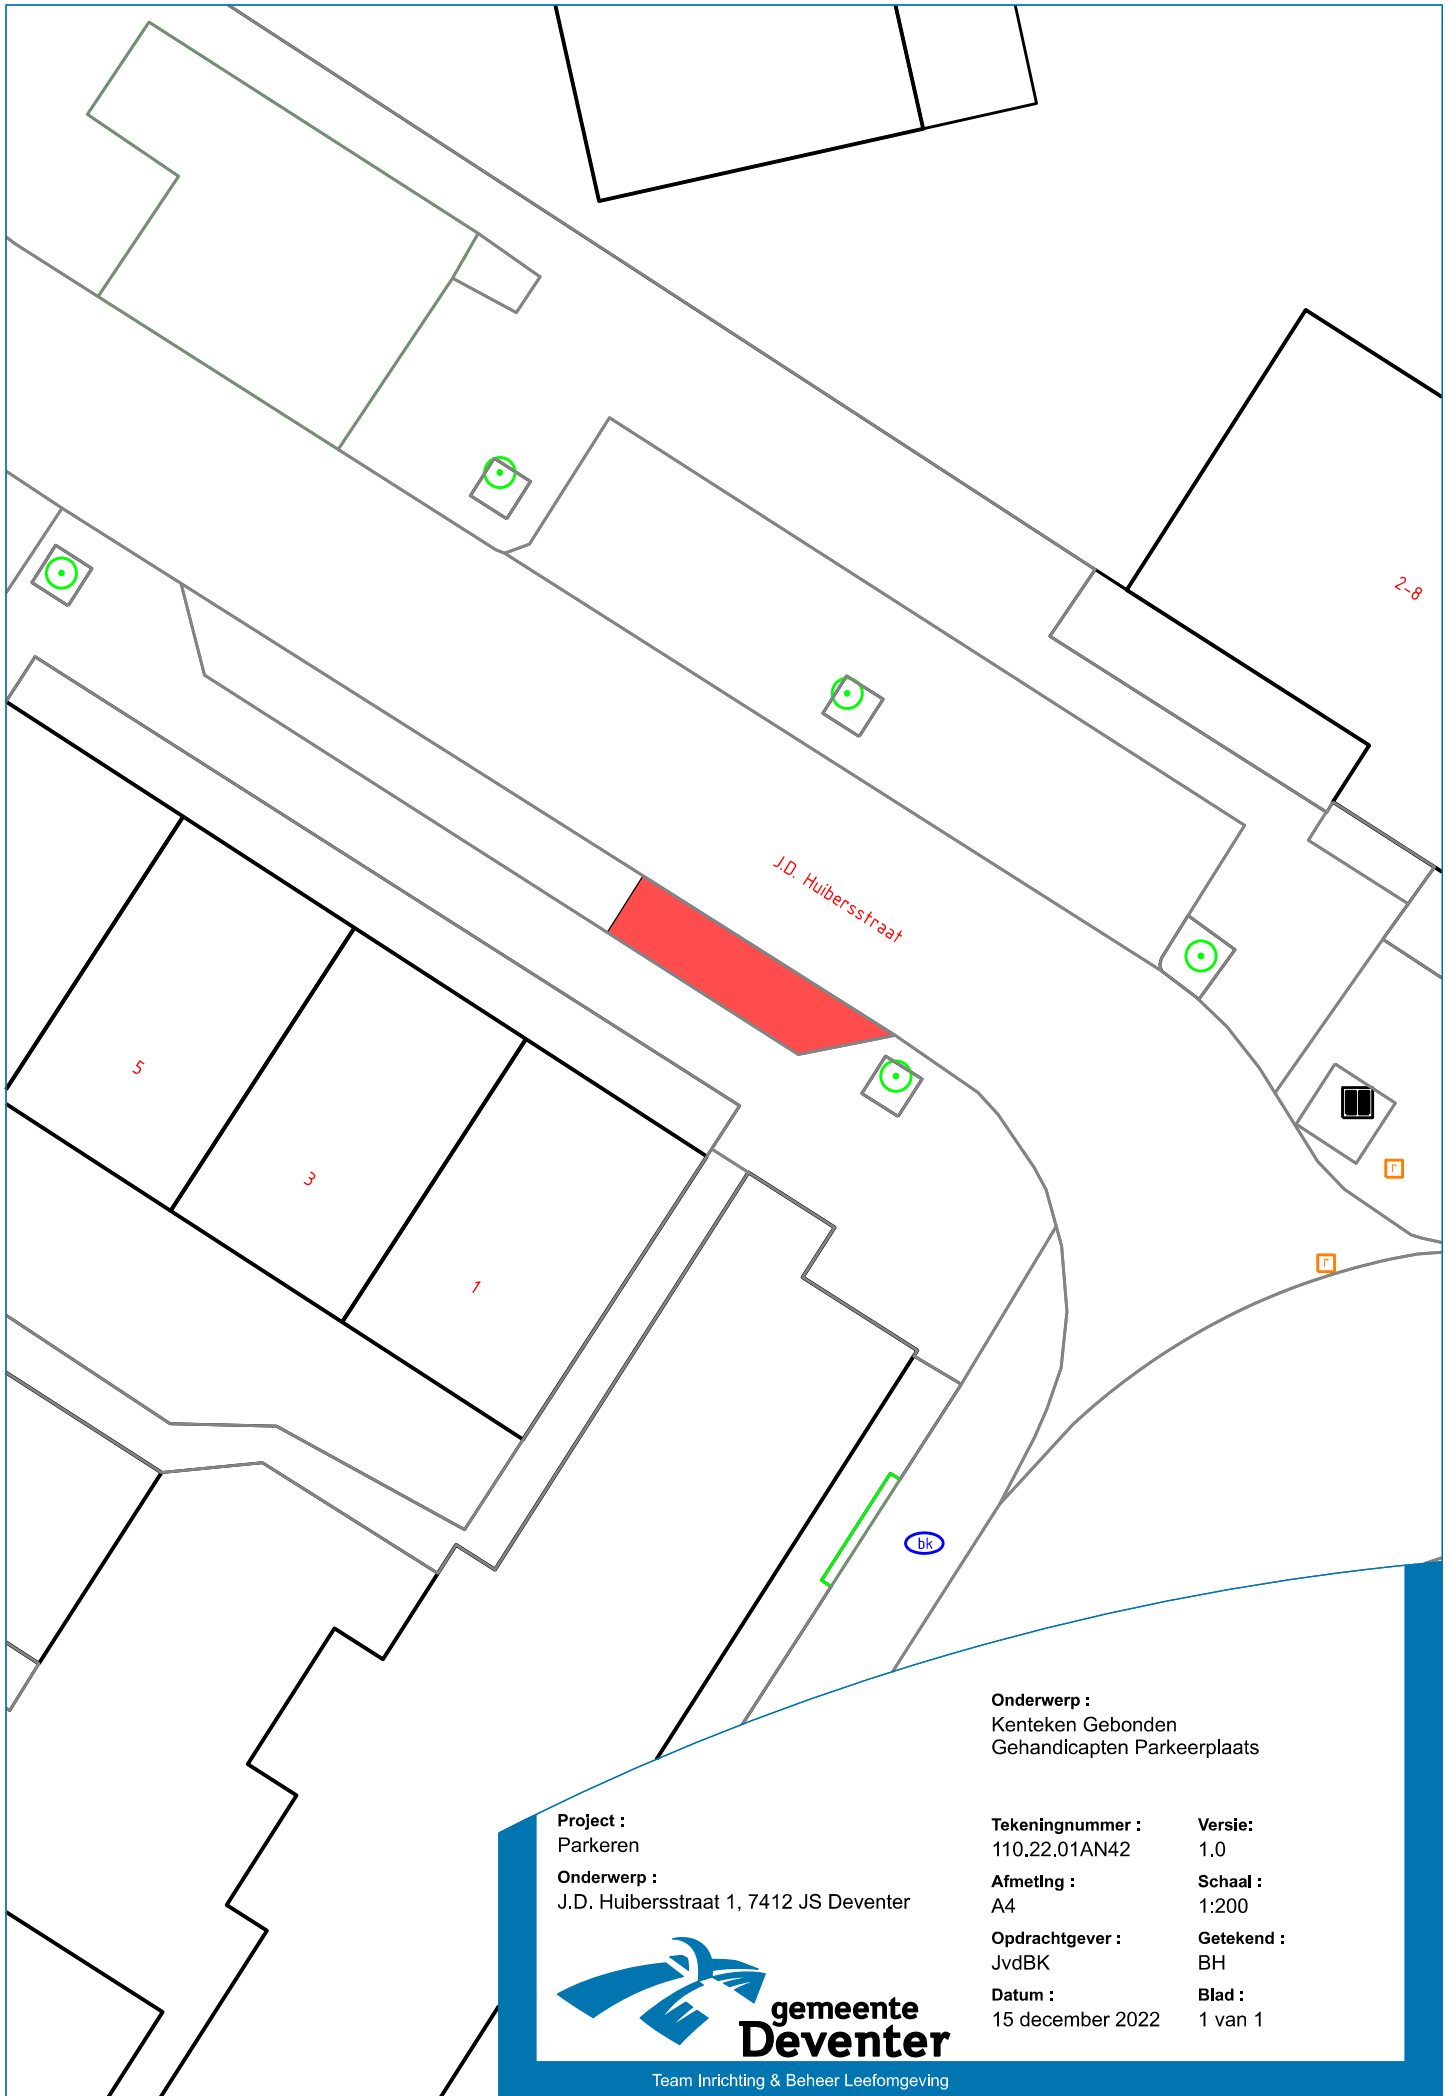 2-8
J.D. Huibersstraat
5
3
1
bk
Onderwerp :
Kenteken Gebonden
Gehandicapten Parkeerplaats
Project :
Parkeren
Onderwerp :
J.D. Huibersstraat 1, 7412 JS Deventer
Tekeningnummer :
110.22.01AN42
Versie:
1.0
Afmeting :
A4
Schaal :
1:200
Opdrachtgever :
JvdBK
Getekend :
BH
Datum :
15 december 2022
Blad :
1 van 1
gemeente
Deventer
Team Inrichting & Beheer Leefomgeving